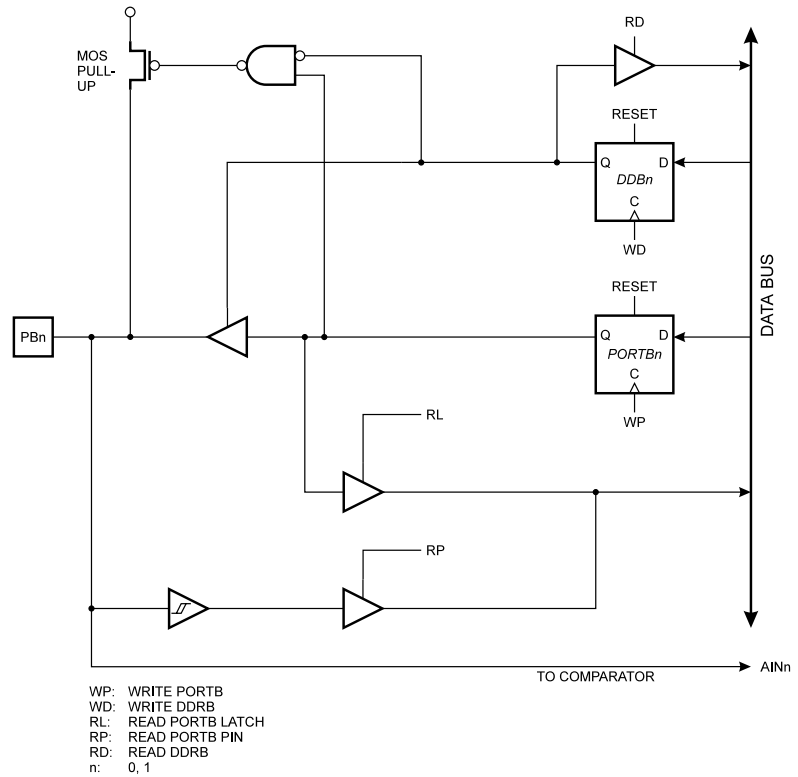 RD
MOS
PULL-
UP
RESET
Q D
DDBn
C
WD
RESET
DATA BUS
PBn
Q D
PORTBn
C
WP
RL
RP
TO COMPARATOR
AINn
WP: WRITE PORTB
WD: WRITE DDRB
RL: READ PORTB LATCH
RP: READ PORTB PIN
RD: READ DDRB
n: 0, 1